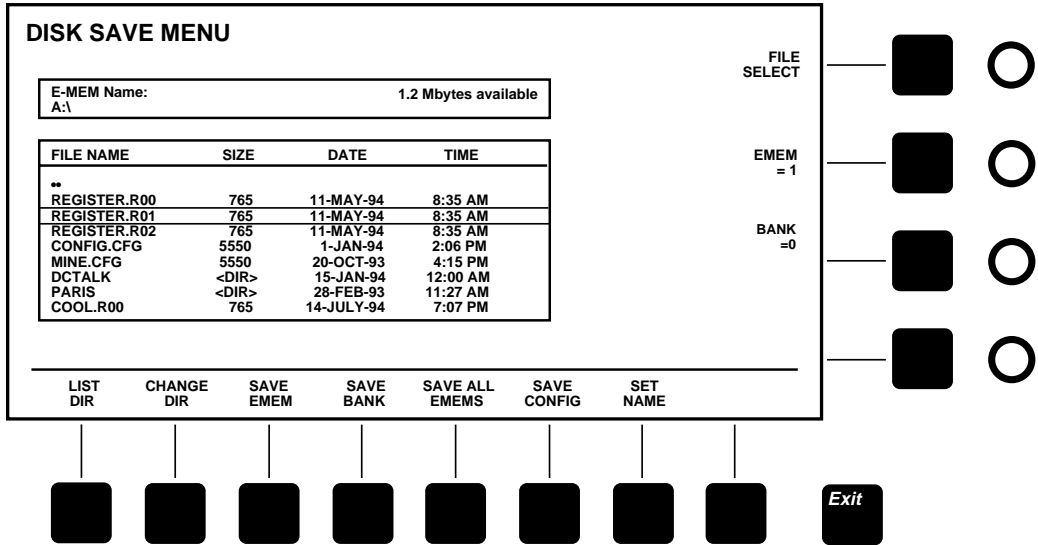 DISK SAVE MENU
FILE
SELECT
E-MEM Name: 1.2 Mbytes available
A:\
FILE NAME SIZE DATE TIME
••
REGISTER.R00 765 11-MAY-94 8:35 AM
REGISTER.R01 765 11-MAY-94 8:35 AM
REGISTER.R02 765 11-MAY-94 8:35 AM
CONFIG.CFG 5550 1-JAN-94 2:06 PM
MINE.CFG 5550 20-OCT-93 4:15 PM
DCTALK <DIR> 15-JAN-94 12:00 AM
PARIS <DIR> 28-FEB-93 11:27 AM
COOL.R00 765 14-JULY-94 7:07 PM
EMEM
= 1
BANK
=0
LIST
DIR
CHANGE
DIR
SAVE
EMEM
SAVE
BANK
SAVE ALL
EMEMS
SAVE
CONFIG
SET
NAME
Exit